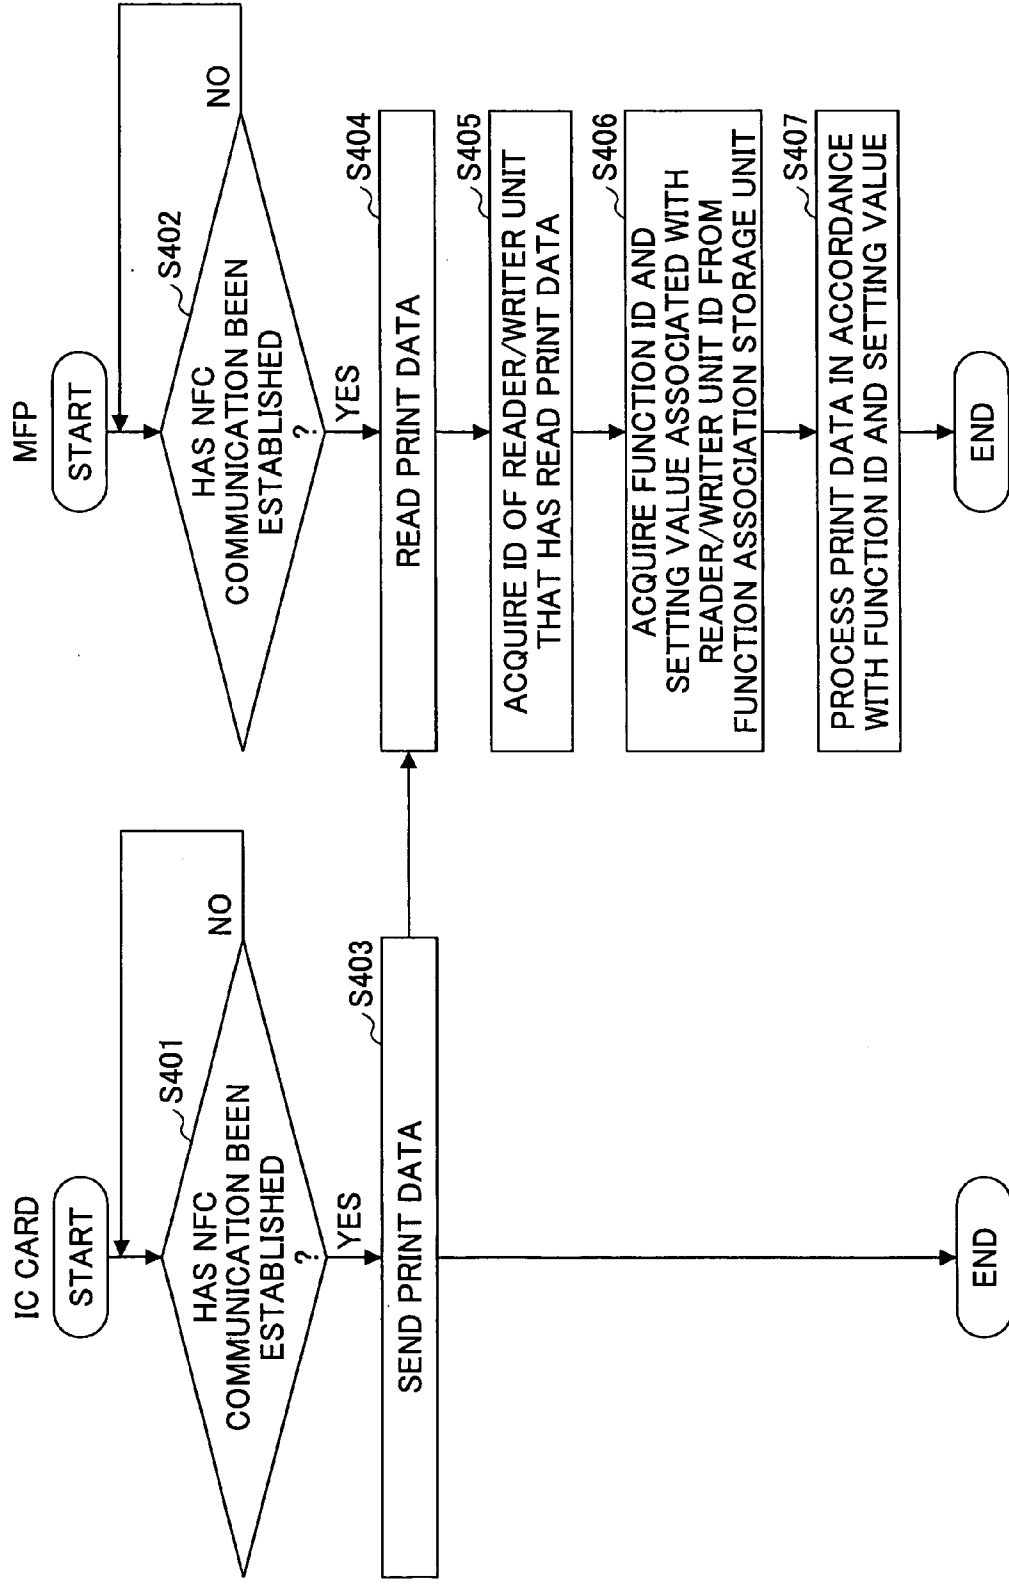 IC CARD
START
S401
HAS NFC
COMMUNICATION BEEN
ESTABLISHED
?
NO
YES
S403
SEND PRINT DATA
END
MFP
START
S402
HAS NFC
COMMUNICATION BEEN
ESTABLISHED
?
NO
YES
S404
READ PRINT DATA
S405
ACQUIRE ID OF READER/WRITER UNIT
THAT HAS READ PRINT DATA
S406
ACQUIRE FUNCTION ID AND
SETTING VALUE ASSOCIATED WITH
READER/WRITER UNIT ID FROM
FUNCTION ASSOCIATION STORAGE UNIT
S407
PROCESS PRINT DATA IN ACCORDANCE
WITH FUNCTION ID AND SETTING VALUE
END